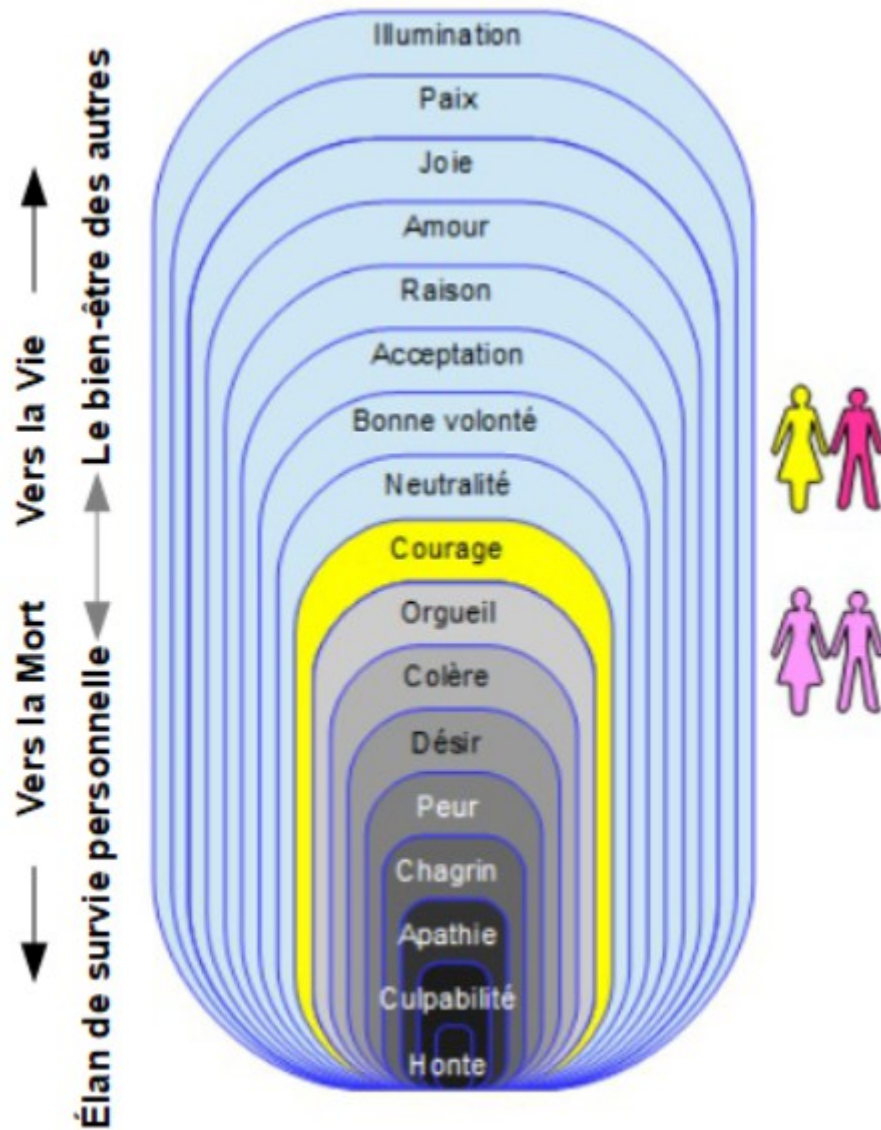 Illumination
Paix
Joie
Amour
Raison
Acceptation
Bonne volonté
Neutralité
Courage
Orgueil
Colère
Désir
Peur
Chagrin
Apathie
Culpabilité
Honte
Vers la Vie
Vers la Mort
Le bien-être des autres
Élan de survie personnelle